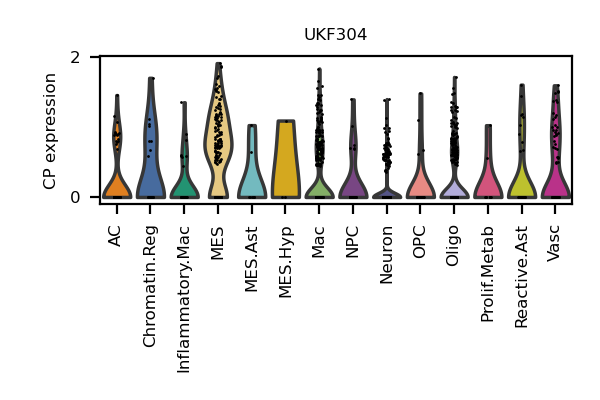 UKF304
CP expression
2
0
AC
Chromatin.Reg
Inflammatory.Mac
MES
MES.Ast
MES.Hyp
Mac
NPC
Neuron
OPC
Oligo
Prolif.Metab
Reactive.Ast
Vasc